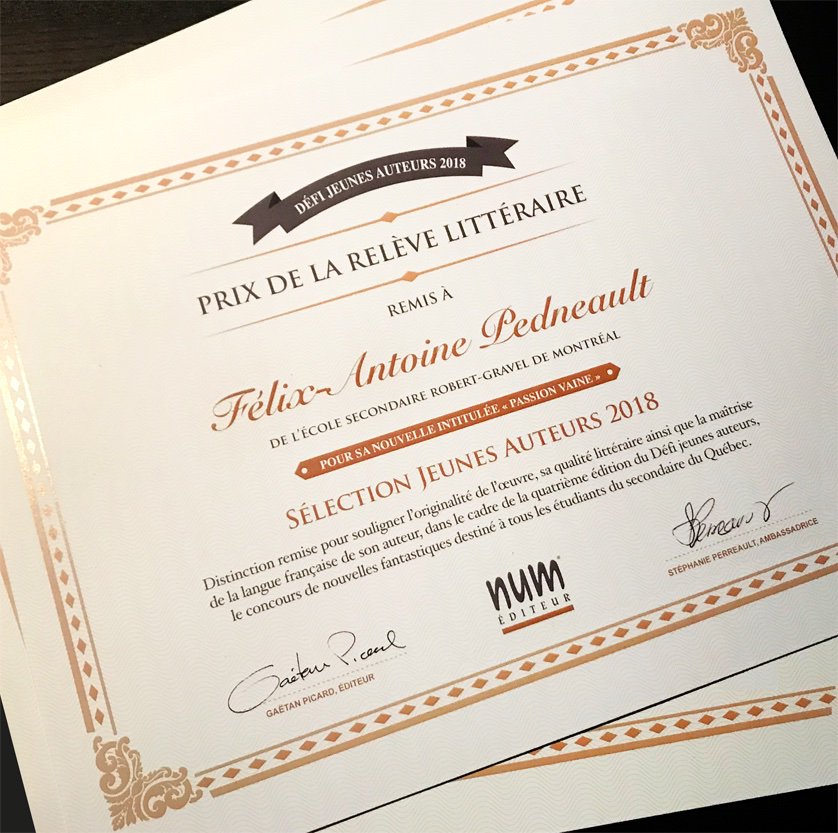 DÉFI JEUNES AUTEURS 2018
PRIX DE LA RELÈVE LITTÉRAIRE
REMIS À
Félix-Antoine Pedneault
DE L'ÉCOLE SECONDAIRE ROBERT-GRAVEL DE MONTRÉAL
POUR SA NOUVELLE INTITULÉE « PASSION VAINE »
SÉLECTION JEUNES AUTEURS 2018
Distinction remise pour souligner l'originalité de l'œuvre, sa qualité littéraire ainsi que la maîtrise
de la langue française de son auteur, dans le cadre de la quatrième édition du Défi jeunes auteurs,
le concours de nouvelles fantastiques destiné à tous les étudiants du secondaire du Québec.
Gaétan Picard
GAÉTAN PICARD, ÉDITEUR
num
ÉDITEUR
SPerreault
STÉPHANIE PERREAULT, AMBASSADRICE